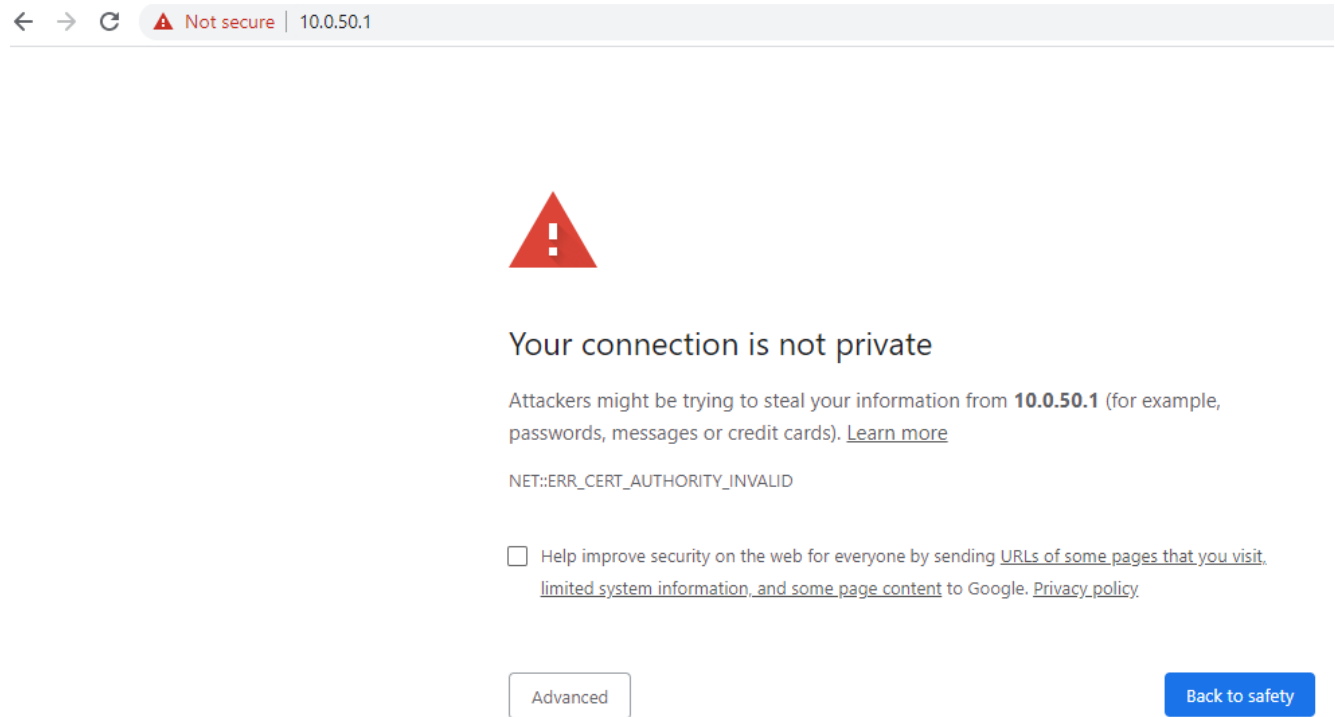 Not secure | 10.0.50.1
Your connection is not private
Attackers might be trying to steal your information from 10.0.50.1 (for example,
passwords, messages or credit cards). Learn more
NET::ERR_CERT_AUTHORITY_INVALID
Help improve security on the web for everyone by sending URLs of some pages that you visit,
limited system information, and some page content to Google. Privacy policy
Advanced
Back to safety